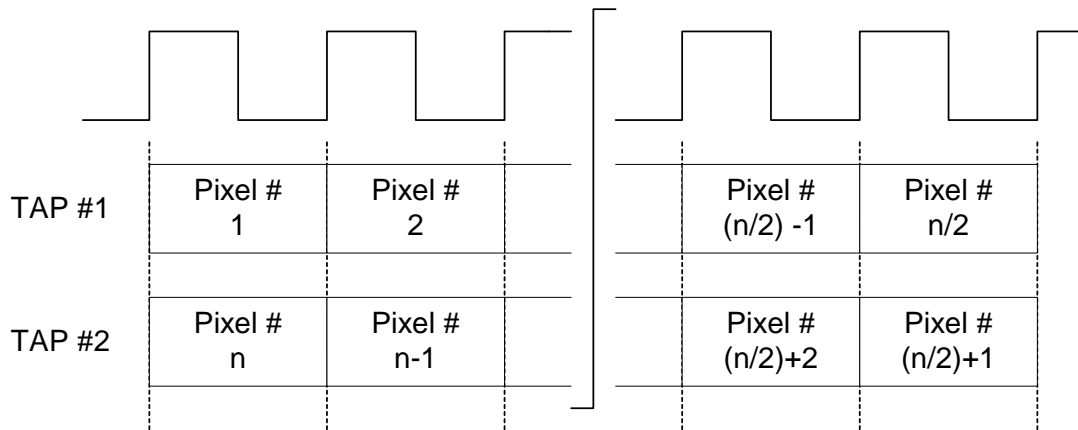 TAP #1
Pixel #
1
Pixel #
2
Pixel #
(n/2) -1
Pixel #
n/2
TAP #2
Pixel #
n
Pixel #
n-1
Pixel #
(n/2)+2
Pixel #
(n/2)+1